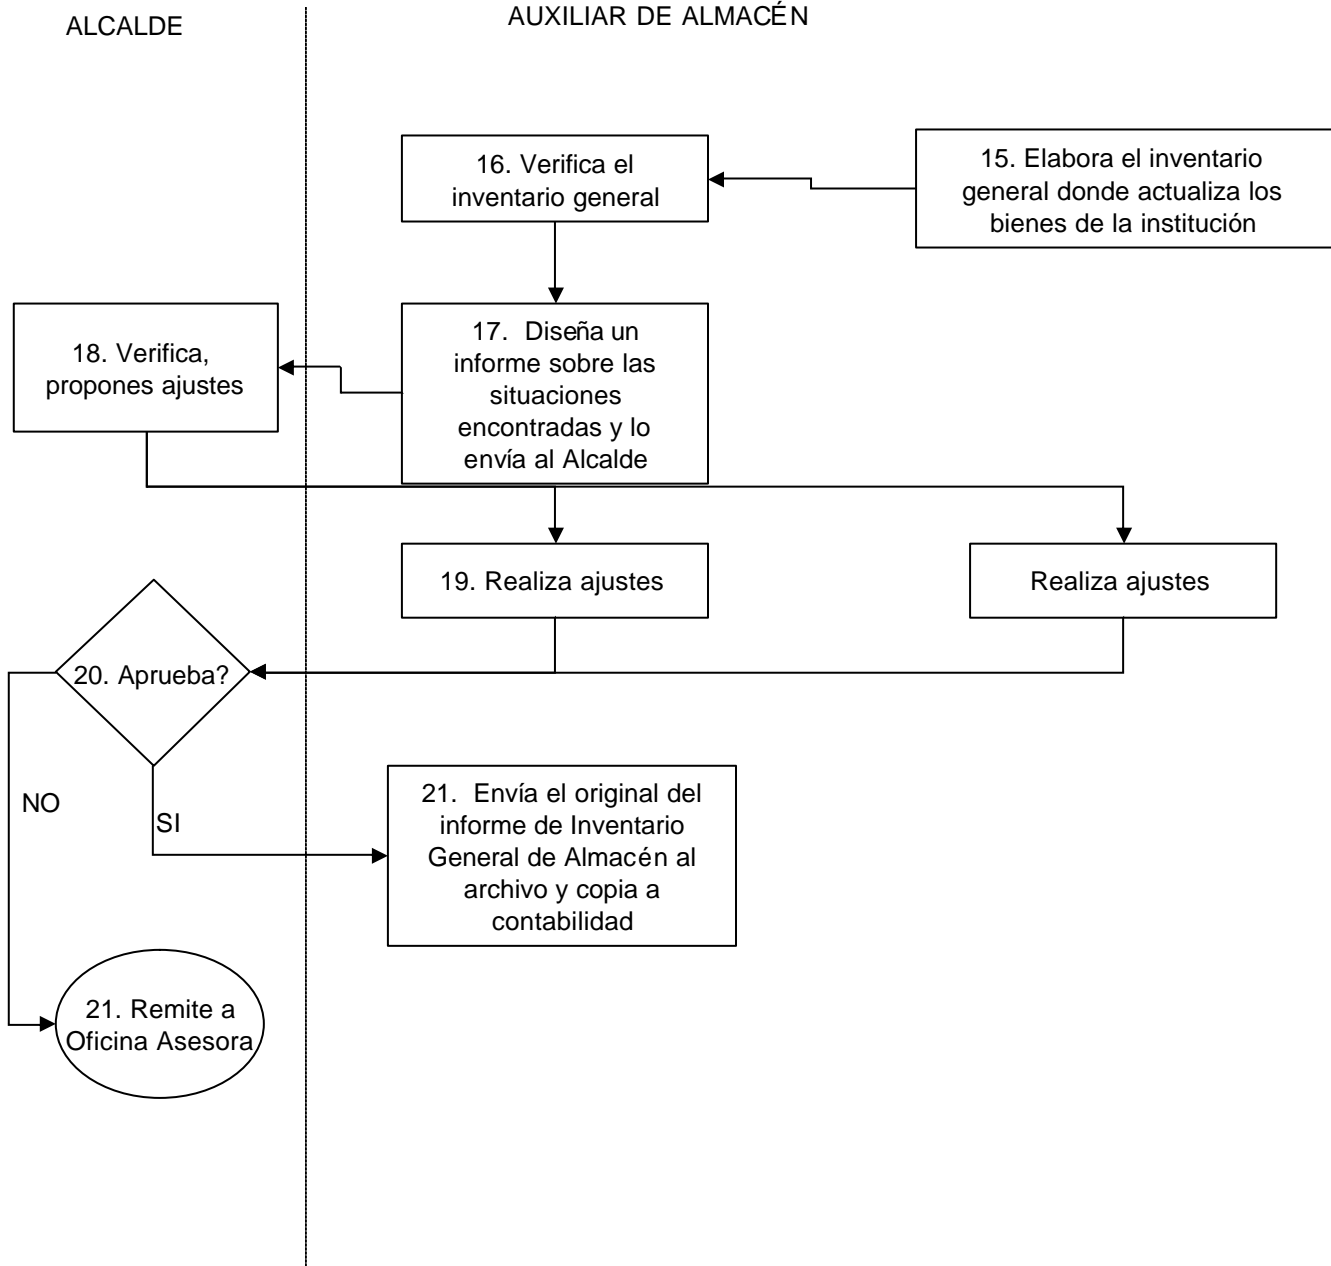 ALCALDE
AUXILIAR DE ALMACÉN
16. Verifica el
inventario general
15. Elabora el inventario
general donde actualiza los
bienes de la institución
18. Verifica,
propones ajustes
17. Diseña un
informe sobre las
situaciones
encontradas y lo
envía al Alcalde
19. Realiza ajustes
Realiza ajustes
20. Aprueba?
NO
SI
21. Envía el original del
informe de Inventario
General de Almacén al
archivo y copia a
contabilidad
21. Remite a
Oficina Asesora